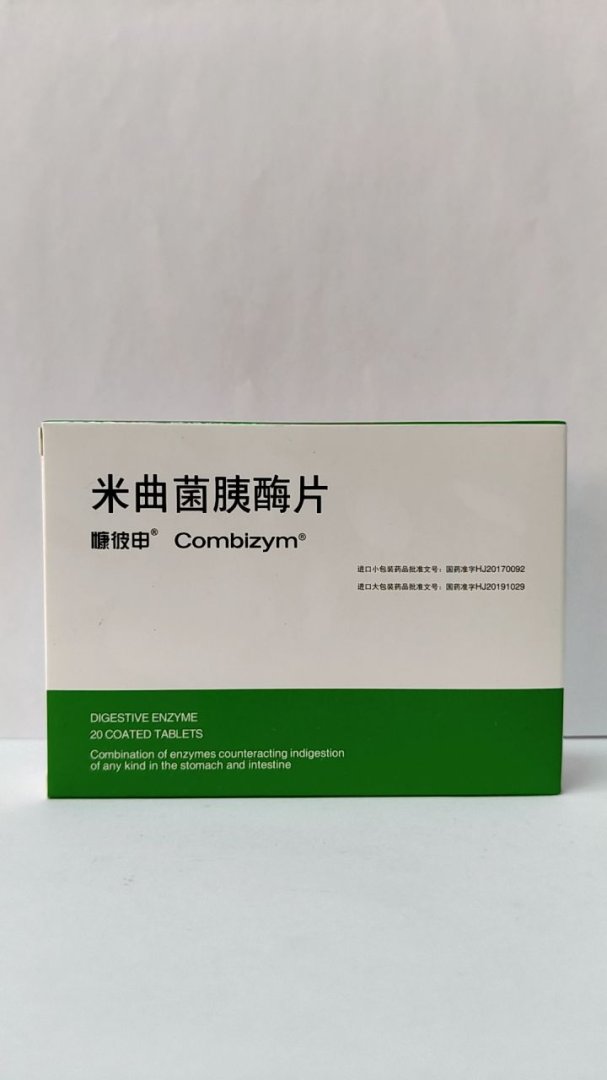 米曲菌胰酶片
慷彼申® Combizym®
进口小包装药品批准文号：国药准字HJ20170092
进口大包装药品批准文号：国药准字HJ20191029
DIGESTIVE ENZYME
20 COATED TABLETS
Combination of enzymes counteracting indigestion
of any kind in the stomach and intestine